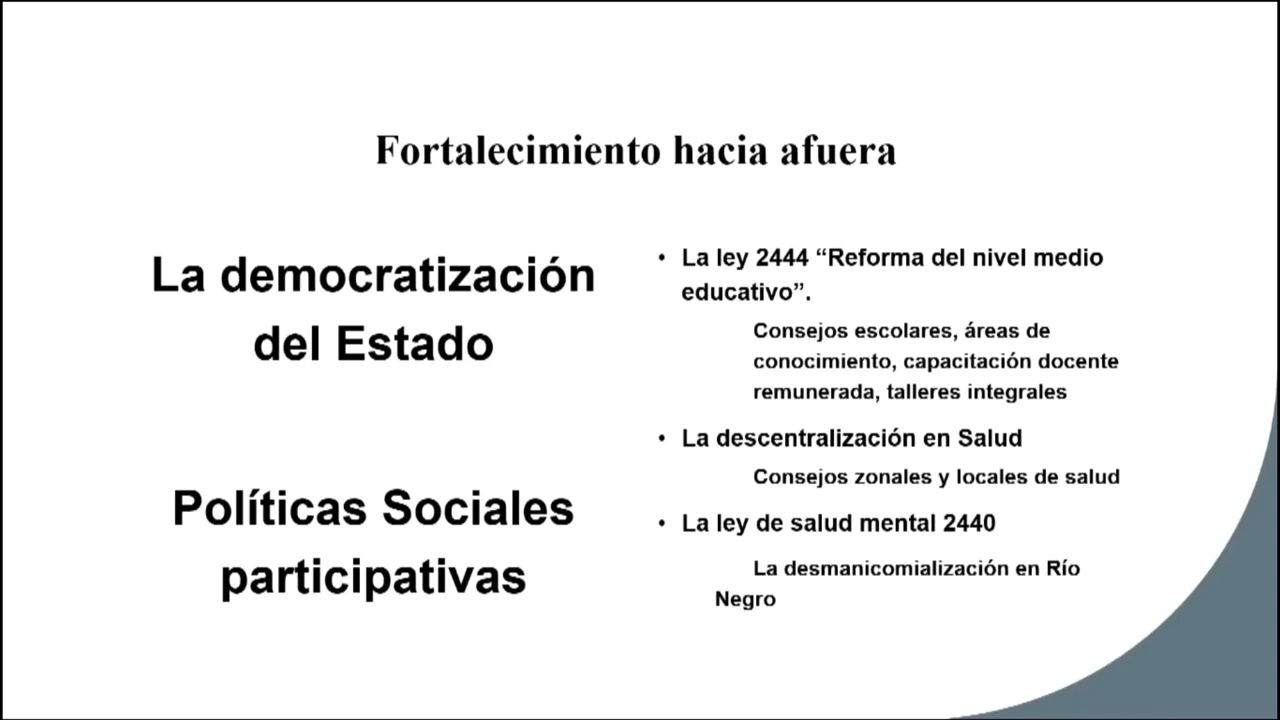 Fortalecimiento hacia afuera
La democratización
del Estado
Políticas Sociales
participativas
• La ley 2444 “Reforma del nivel medio
educativo”.
Consejos escolares, áreas de
conocimiento, capacitación docente
remunerada, talleres integrales
• La descentralización en Salud
Consejos zonales y locales de salud
• La ley de salud mental 2440
La desmanicomialización en Río
Negro